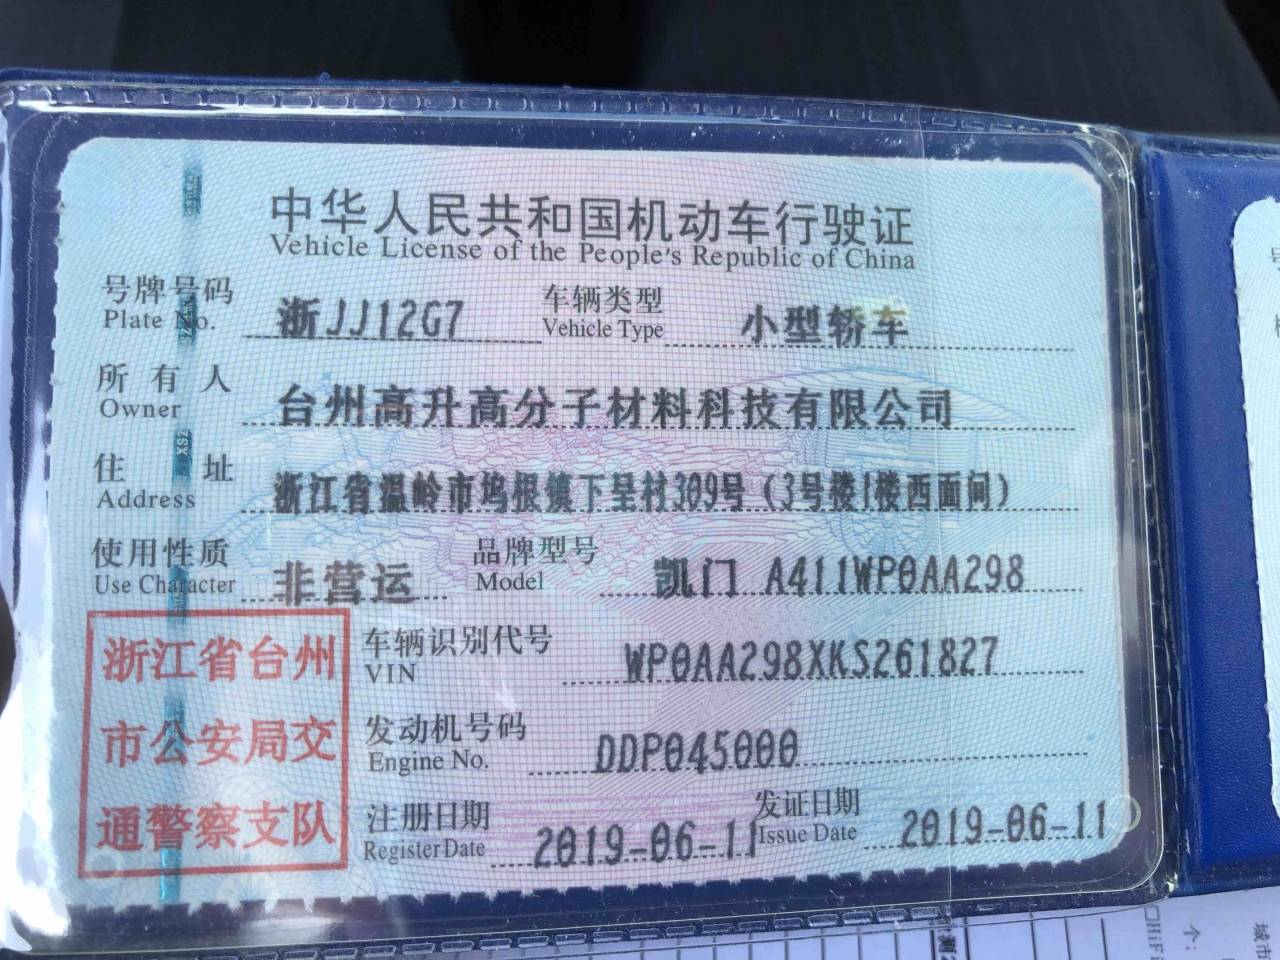 中华人民共和国机动车行驶证
Vehicle License of the People's Republic of China
号牌号码 浙JJ12G7 车辆类型 小型轿车
Plate No. Vehicle Type
所有人 台州高升高分子材料科技有限公司
Owner
住址 浙江省温岭市坞根镇下呈村309号(3号楼1楼西面间)
Address
使用性质 非营运 品牌型号 凯门 A411WP0AA298
Use Character Model
浙江省台州
市公安局交
通警察支队
车辆识别代号 WP0AA298XKS261827
VIN
发动机号码 DDP045000
Engine No.
注册日期 2019-06-11 发证日期 2019-06-11
Register Date Issue Date
城市
个:
□HiFi